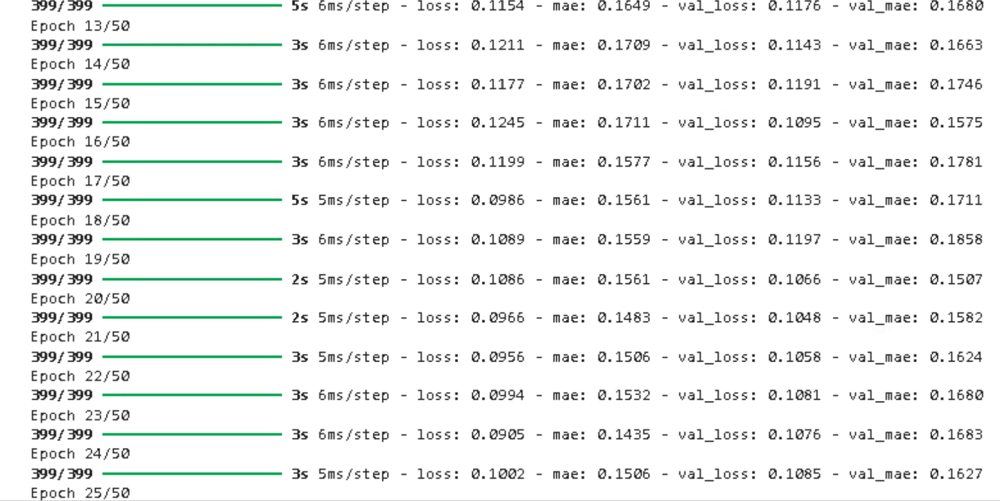 399/399 5s 6ms/step - loss: 0.1154 - mae: 0.1649 - val_loss: 0.1176 - val_mae: 0.1680
Epoch 13/50
399/399 3s 6ms/step - loss: 0.1211 - mae: 0.1709 - val_loss: 0.1143 - val_mae: 0.1663
Epoch 14/50
399/399 3s 6ms/step - loss: 0.1177 - mae: 0.1702 - val_loss: 0.1191 - val_mae: 0.1746
Epoch 15/50
399/399 3s 6ms/step - loss: 0.1245 - mae: 0.1711 - val_loss: 0.1095 - val_mae: 0.1575
Epoch 16/50
399/399 3s 6ms/step - loss: 0.1199 - mae: 0.1577 - val_loss: 0.1156 - val_mae: 0.1781
Epoch 17/50
399/399 5s 5ms/step - loss: 0.0986 - mae: 0.1561 - val_loss: 0.1133 - val_mae: 0.1711
Epoch 18/50
399/399 3s 6ms/step - loss: 0.1089 - mae: 0.1559 - val_loss: 0.1197 - val_mae: 0.1858
Epoch 19/50
399/399 2s 5ms/step - loss: 0.1086 - mae: 0.1561 - val_loss: 0.1066 - val_mae: 0.1507
Epoch 20/50
399/399 2s 5ms/step - loss: 0.0966 - mae: 0.1483 - val_loss: 0.1048 - val_mae: 0.1582
Epoch 21/50
399/399 3s 5ms/step - loss: 0.0956 - mae: 0.1506 - val_loss: 0.1058 - val_mae: 0.1624
Epoch 22/50
399/399 3s 6ms/step - loss: 0.0994 - mae: 0.1532 - val_loss: 0.1081 - val_mae: 0.1680
Epoch 23/50
399/399 3s 6ms/step - loss: 0.0905 - mae: 0.1435 - val_loss: 0.1076 - val_mae: 0.1683
Epoch 24/50
399/399 3s 5ms/step - loss: 0.1002 - mae: 0.1506 - val_loss: 0.1085 - val_mae: 0.1627
Epoch 25/50